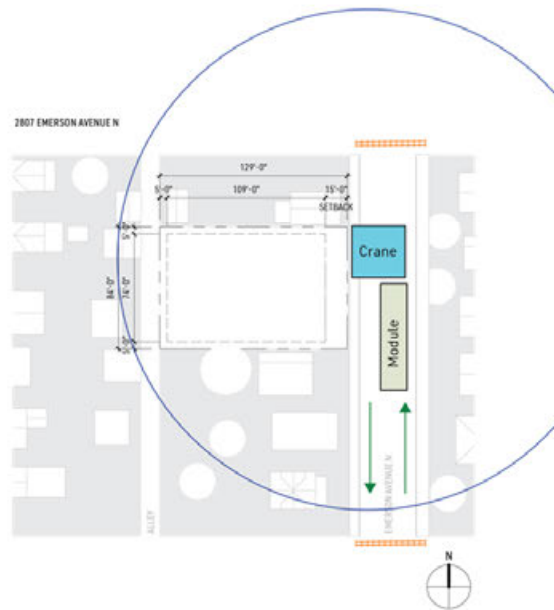 2807 EMERSON AVENUE N
129'-0"
5'-0"
109'-0"
15'-0"
SETBACK
5'-0"
84'-0"
74'-0"
5'-0"
Crane
Module
EMERSON AVENUE N
ALLEY
N